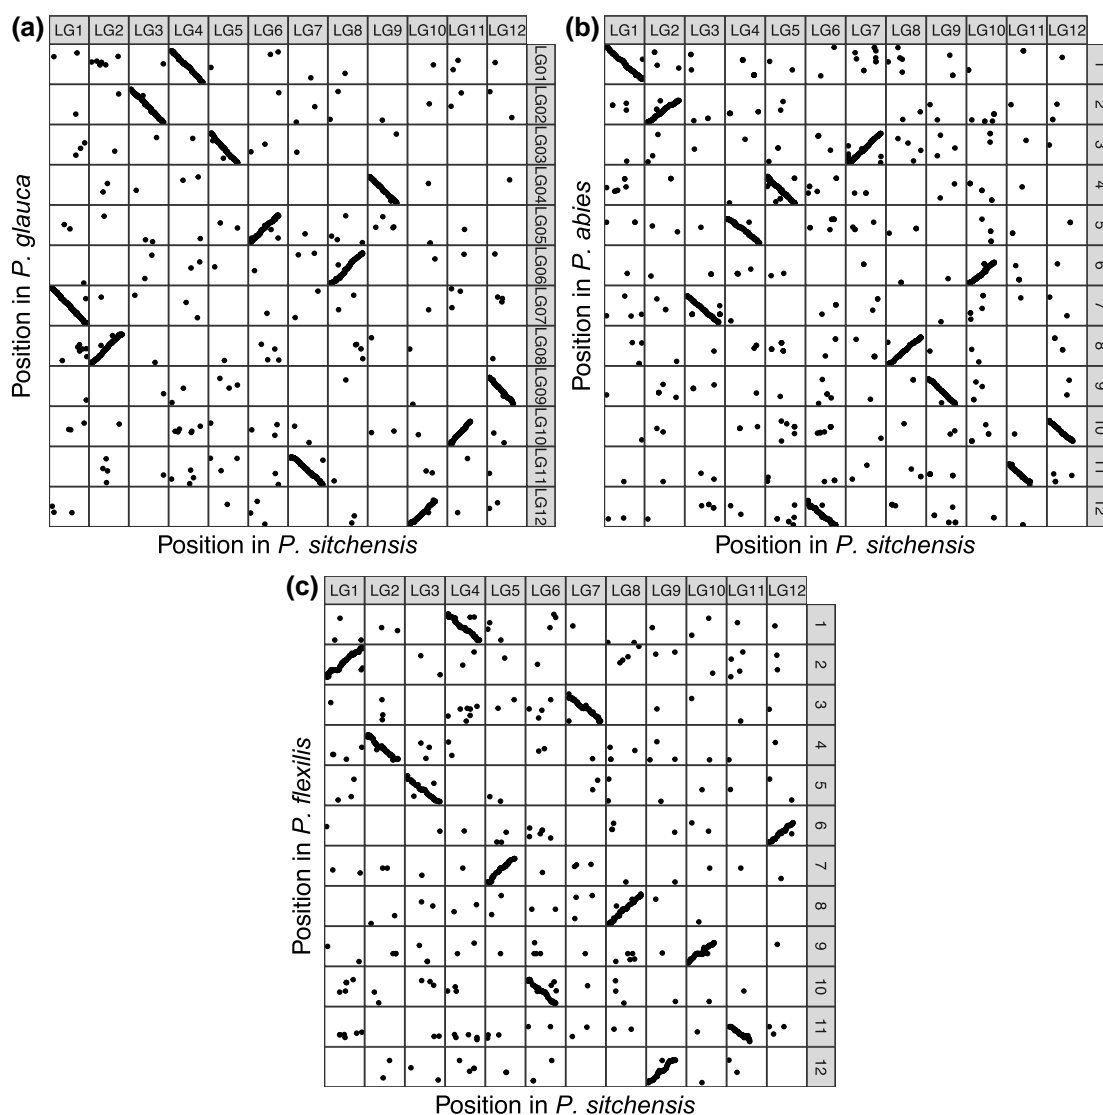 (a)
LG1 LG2 LG3 LG4 LG5 LG6 LG7 LG8 LG9 LG10 LG11 LG12
LG01 LG02 LG03 LG04 LG05 LG06 LG07 LG08 LG09 LG10 LG11 LG12
Position in P. glauca
Position in P. sitchensis
(b)
LG1 LG2 LG3 LG4 LG5 LG6 LG7 LG8 LG9 LG10 LG11 LG12
1 2 3 4 5 6 7 8 9 10 11 12
Position in P. abies
Position in P. sitchensis
(c)
LG1 LG2 LG3 LG4 LG5 LG6 LG7 LG8 LG9 LG10 LG11 LG12
1 2 3 4 5 6 7 8 9 10 11 12
Position in P. flexilis
Position in P. sitchensis